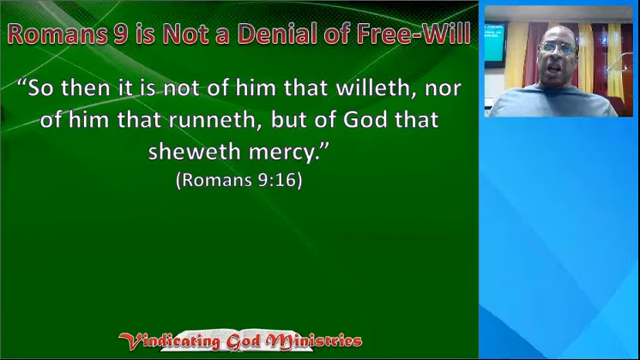 Romans 9 is Not a Denial of Free-Will
“So then it is not of him that willeth, nor
of him that runneth, but of God that
sheweth mercy.”
(Romans 9:16)
Vindicating God Ministries